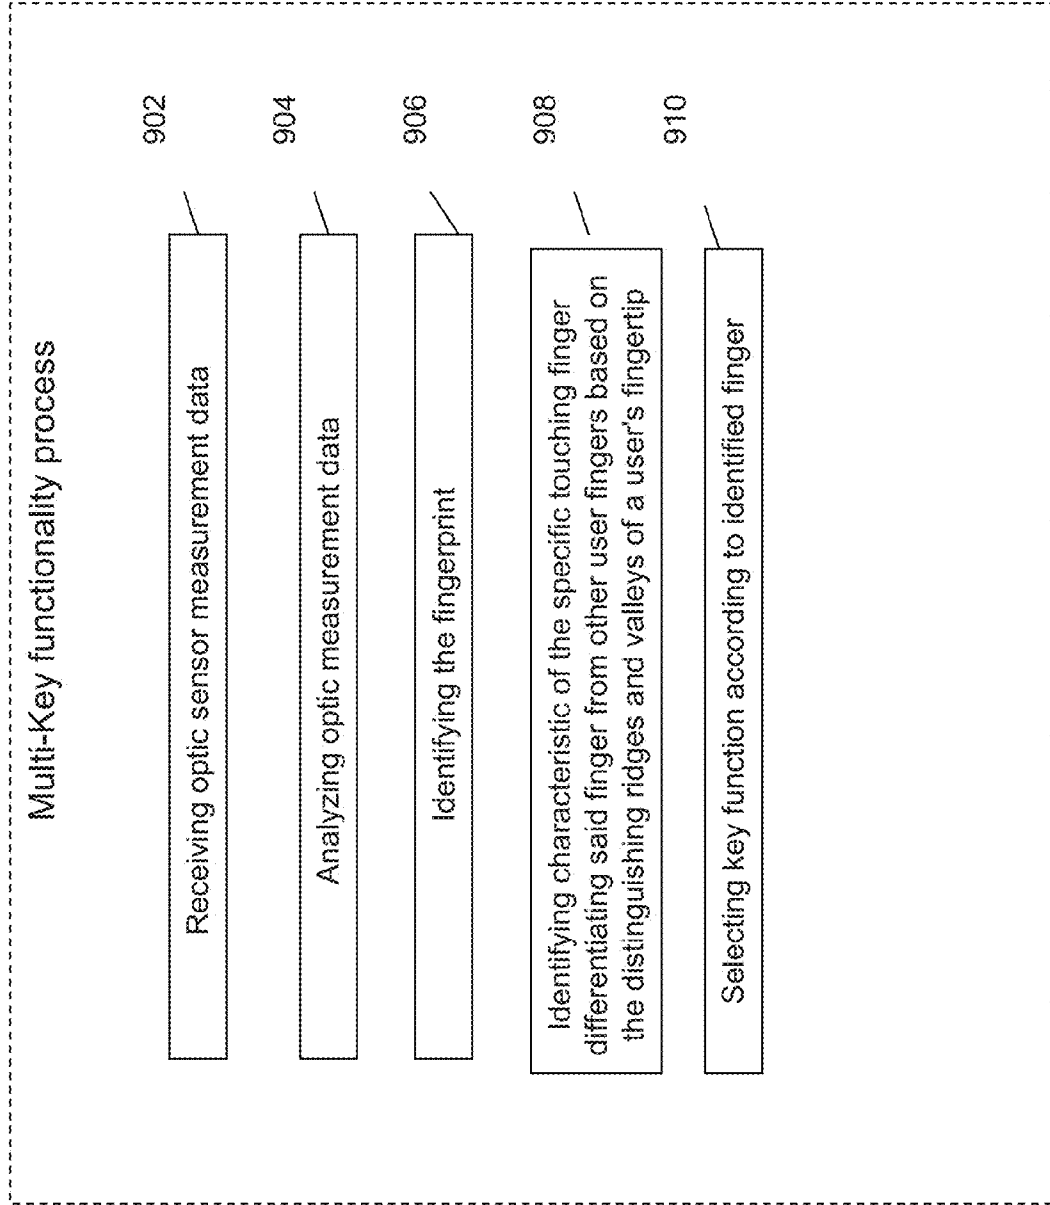 Multi-Key functionality process
902
Receiving optic sensor measurement data
904
Analyzing optic measurement data
906
Identifying the fingerprint
908
Identifying characteristic of the specific touching finger
differentiating said finger from other user fingers based on
the distinguishing ridges and valleys of a user's fingertip
910
Selecting key function according to identified finger